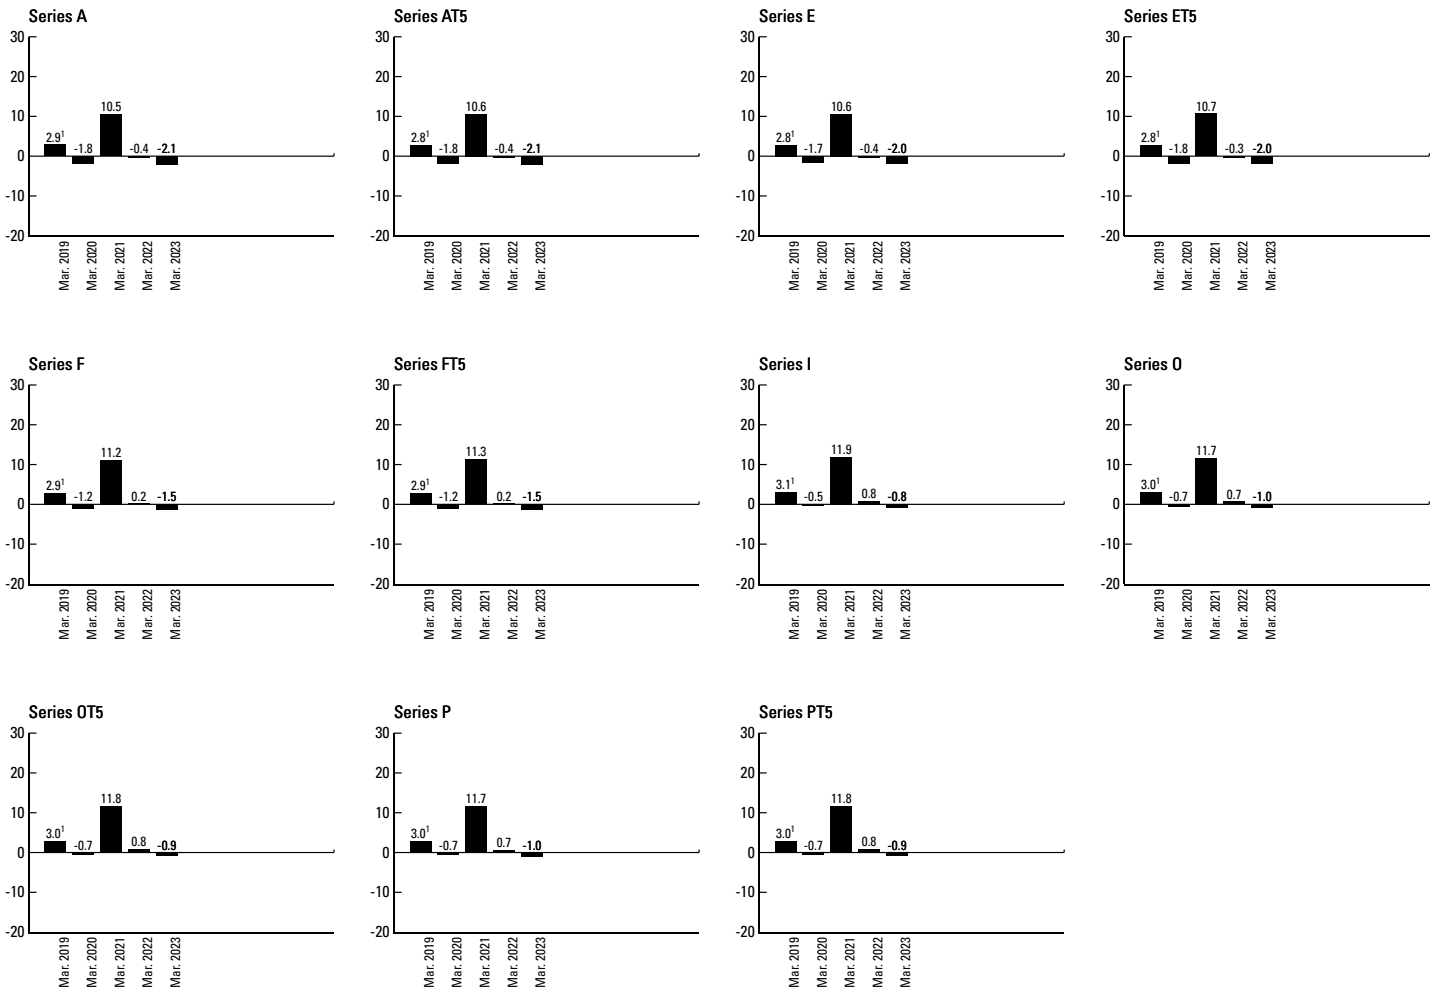 Series A
30
20
10
0
-10
-20
2.9¹
-1.8
10.5
-0.4
-2.1
Mar. 2019
Mar. 2020
Mar. 2021
Mar. 2022
Mar. 2023
Series AT5
30
20
10
0
-10
-20
2.8¹
-1.8
10.6
-0.4
-2.1
Mar. 2019
Mar. 2020
Mar. 2021
Mar. 2022
Mar. 2023
Series E
30
20
10
0
-10
-20
2.8¹
-1.7
10.6
-0.4
-2.0
Mar. 2019
Mar. 2020
Mar. 2021
Mar. 2022
Mar. 2023
Series ET5
30
20
10
0
-10
-20
2.8¹
-1.8
10.7
-0.3
-2.0
Mar. 2019
Mar. 2020
Mar. 2021
Mar. 2022
Mar. 2023
Series F
30
20
10
0
-10
-20
2.9¹
-1.2
11.2
0.2
-1.5
Mar. 2019
Mar. 2020
Mar. 2021
Mar. 2022
Mar. 2023
Series FT5
30
20
10
0
-10
-20
2.9¹
-1.2
11.3
0.2
-1.5
Mar. 2019
Mar. 2020
Mar. 2021
Mar. 2022
Mar. 2023
Series I
30
20
10
0
-10
-20
3.1¹
-0.5
11.9
0.8
-0.8
Mar. 2019
Mar. 2020
Mar. 2021
Mar. 2022
Mar. 2023
Series O
30
20
10
0
-10
-20
3.0¹
-0.7
11.7
0.7
-1.0
Mar. 2019
Mar. 2020
Mar. 2021
Mar. 2022
Mar. 2023
Series OT5
30
20
10
0
-10
-20
3.0¹
-0.7
11.8
0.8
-0.9
Mar. 2019
Mar. 2020
Mar. 2021
Mar. 2022
Mar. 2023
Series P
30
20
10
0
-10
-20
3.0¹
-0.7
11.7
0.7
-1.0
Mar. 2019
Mar. 2020
Mar. 2021
Mar. 2022
Mar. 2023
Series PT5
30
20
10
0
-10
-20
3.0¹
-0.7
11.8
0.8
-0.9
Mar. 2019
Mar. 2020
Mar. 2021
Mar. 2022
Mar. 2023